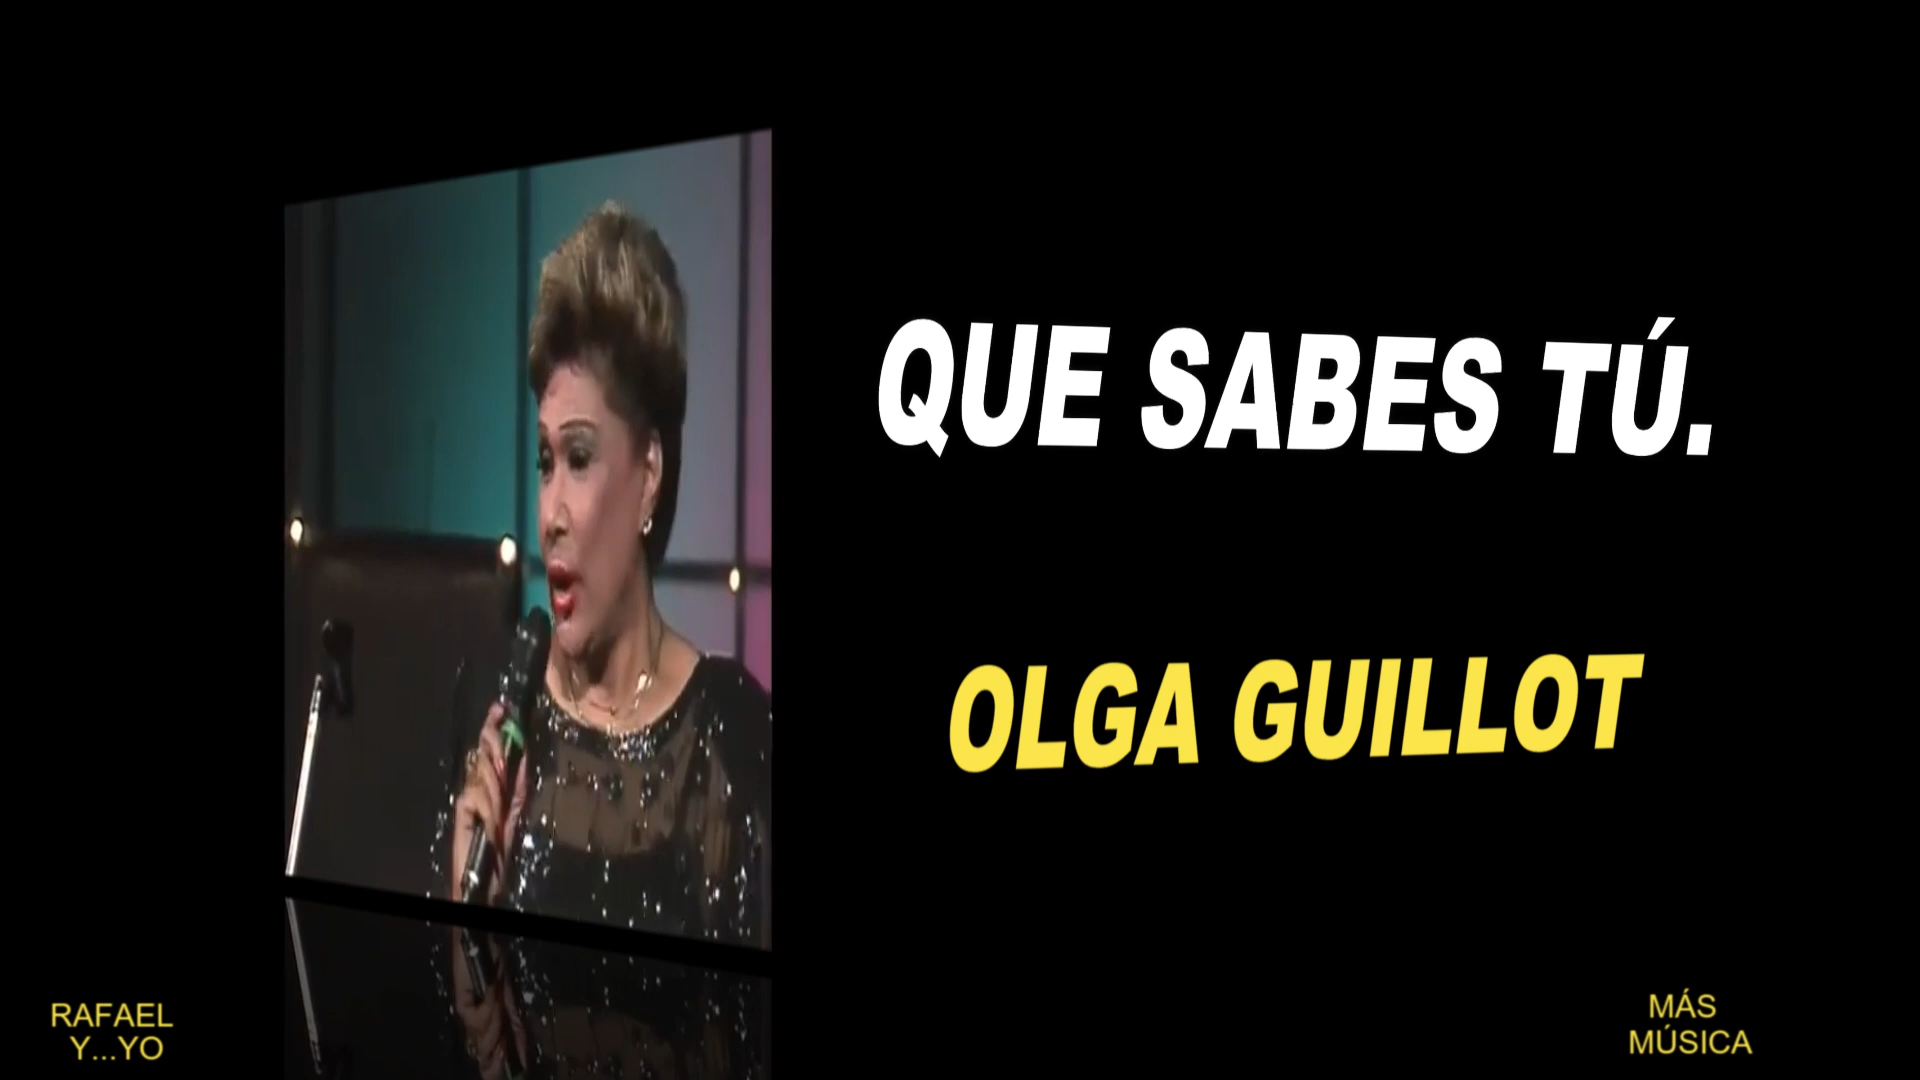 QUE SABES TÚ.
OLGA GUILLOT
RAFAEL
Y...YO
MÁS
MÚSICA